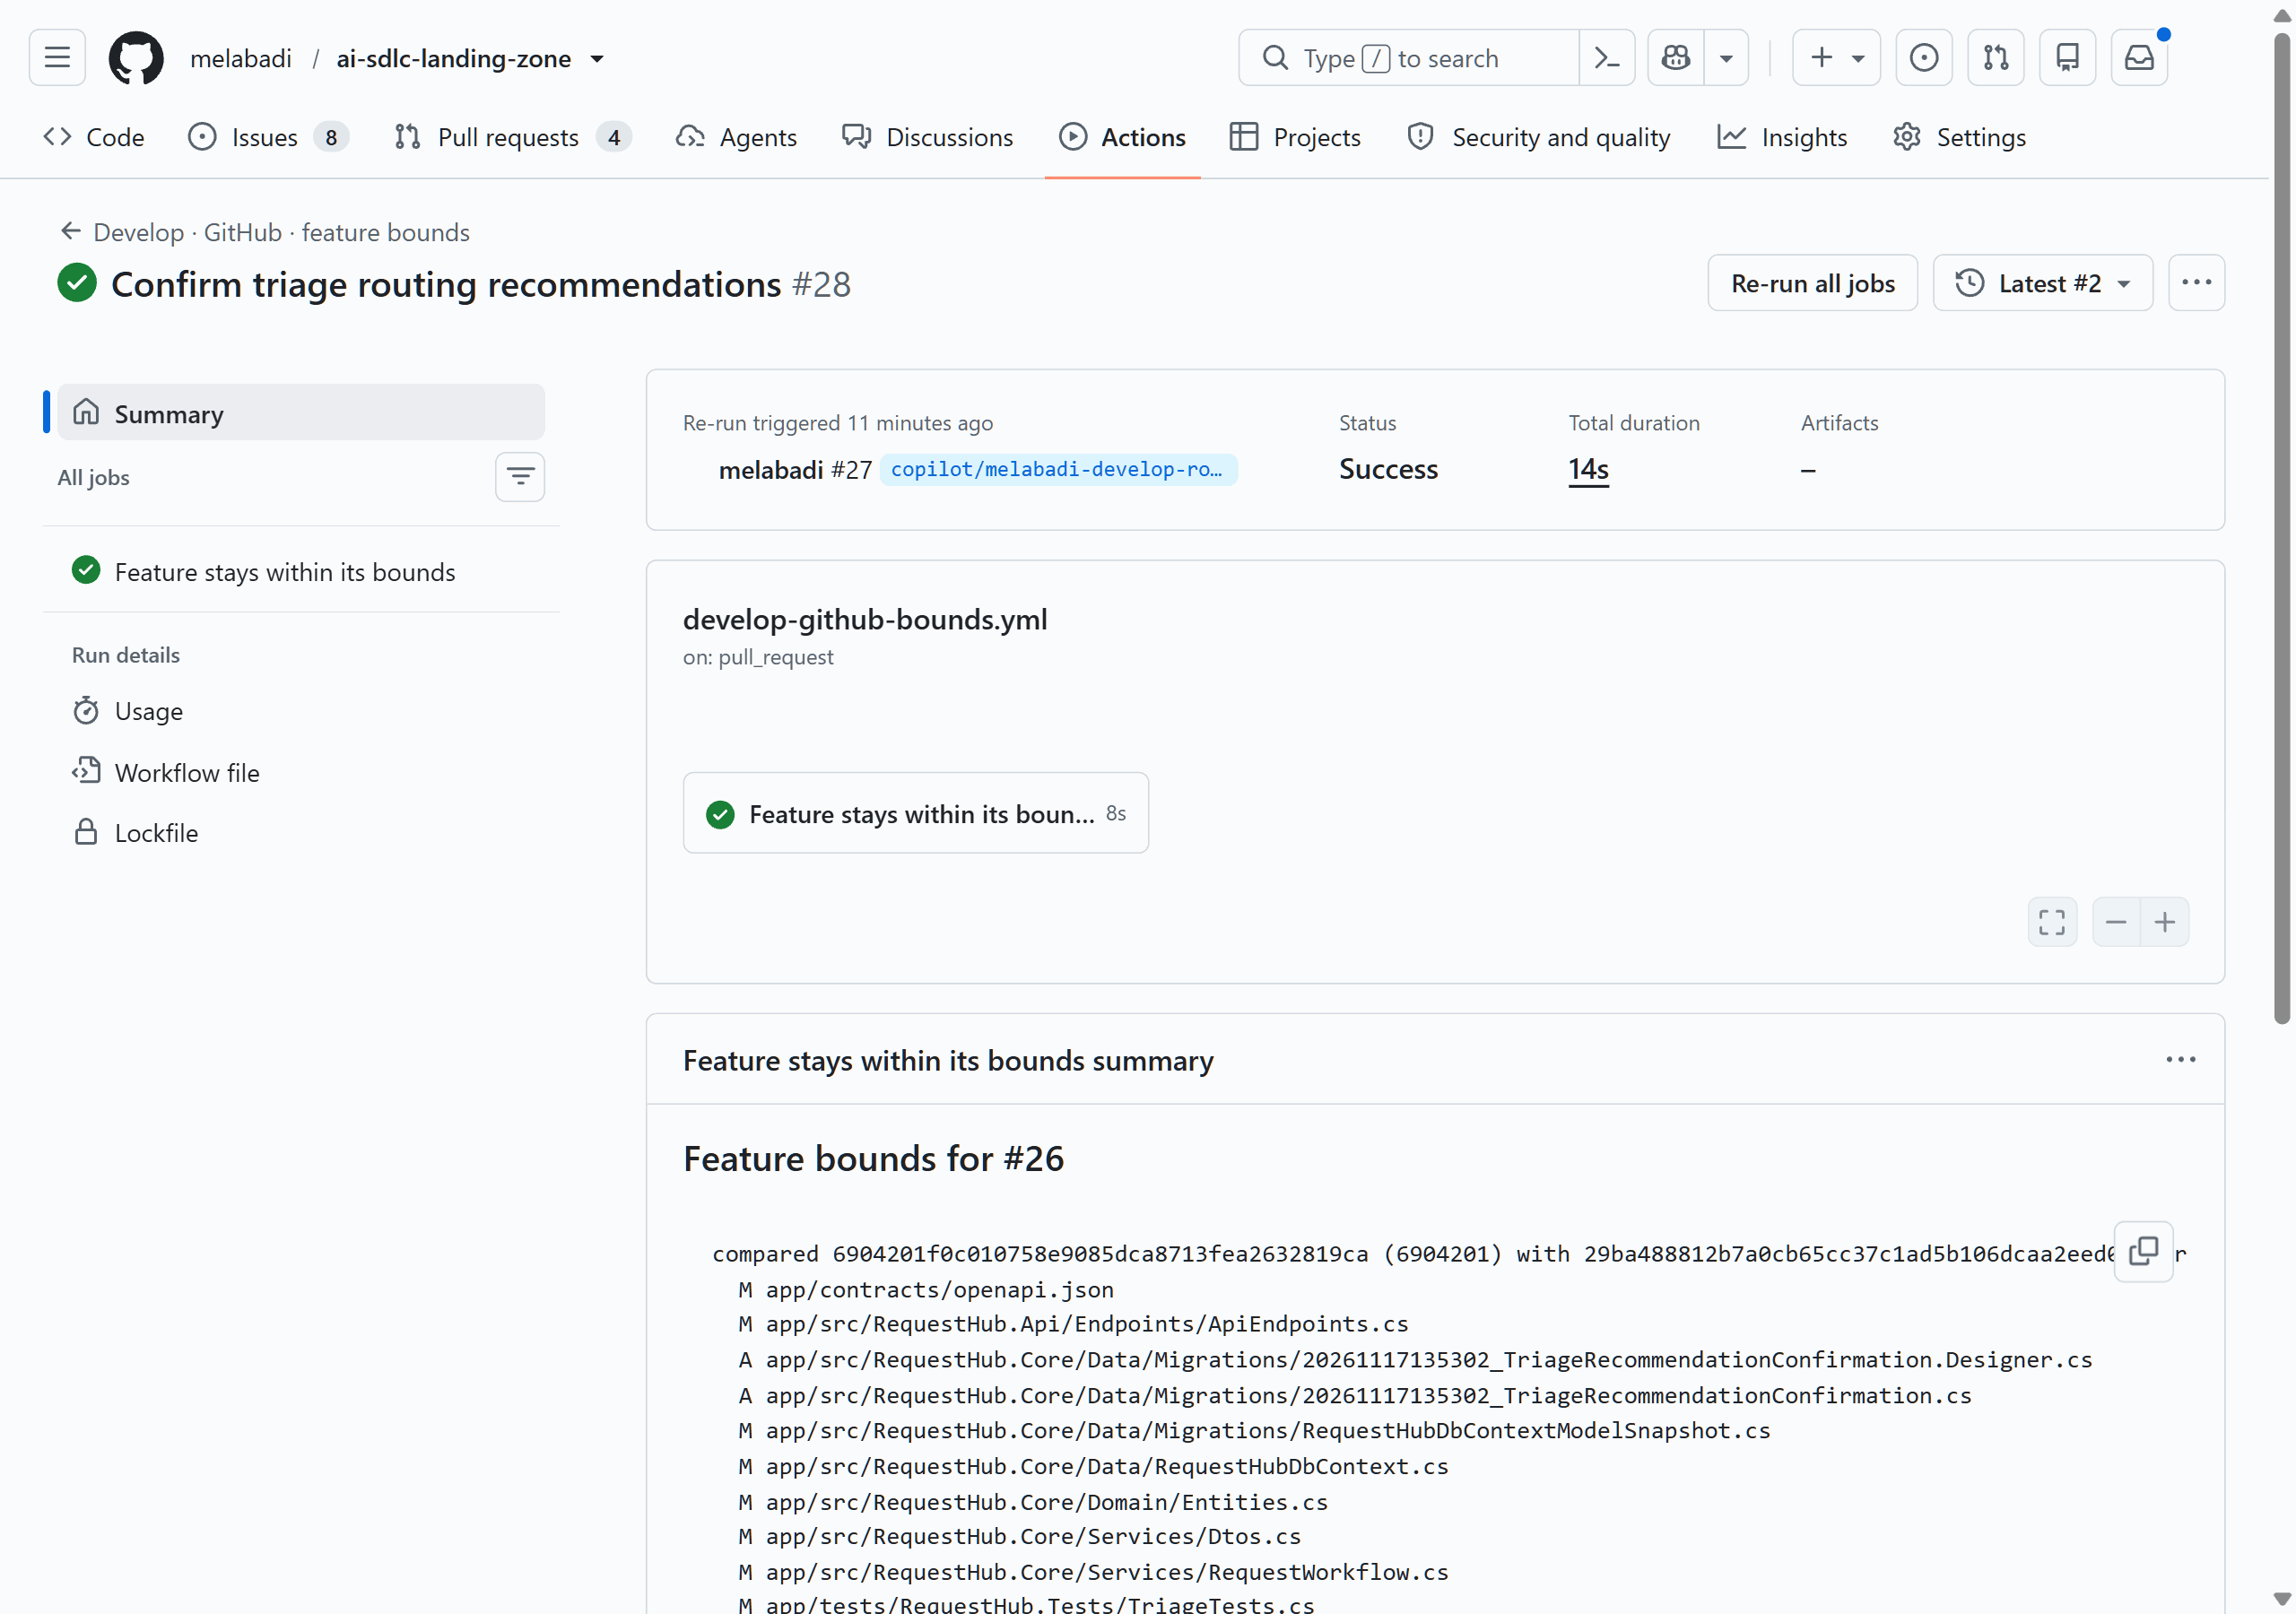 melabadi / ai-sdlc-landing-zone
Type / to search
Code
Issues 8
Pull requests 4
Agents
Discussions
Actions
Projects
Security and quality
Insights
Settings
Develop · GitHub · feature bounds
Confirm triage routing recommendations #28
Re-run all jobs
Latest #2
Summary
All jobs
Feature stays within its bounds
Run details
Usage
Workflow file
Lockfile
Re-run triggered 11 minutes ago
melabadi #27 copilot/melabadi-develop-ro…
Status
Success
Total duration
14s
Artifacts
–
develop-github-bounds.yml
on: pull_request
Feature stays within its boun... 8s
Feature stays within its bounds summary
Feature bounds for #26
compared 6904201f0c010758e9085dca8713fea2632819ca (6904201) with 29ba488812b7a0cb65cc37c1ad5b106dcaa2eed
M app/contracts/openapi.json
M app/src/RequestHub.Api/Endpoints/ApiEndpoints.cs
A app/src/RequestHub.Core/Data/Migrations/20261117135302_TriageRecommendationConfirmation.Designer.cs
A app/src/RequestHub.Core/Data/Migrations/20261117135302_TriageRecommendationConfirmation.cs
M app/src/RequestHub.Core/Data/Migrations/RequestHubDbContextModelSnapshot.cs
M app/src/RequestHub.Core/Data/RequestHubDbContext.cs
M app/src/RequestHub.Core/Domain/Entities.cs
M app/src/RequestHub.Core/Services/Dtos.cs
M app/src/RequestHub.Core/Services/RequestWorkflow.cs
M app/tests/RequestHub.Tests/TriageTests.cs